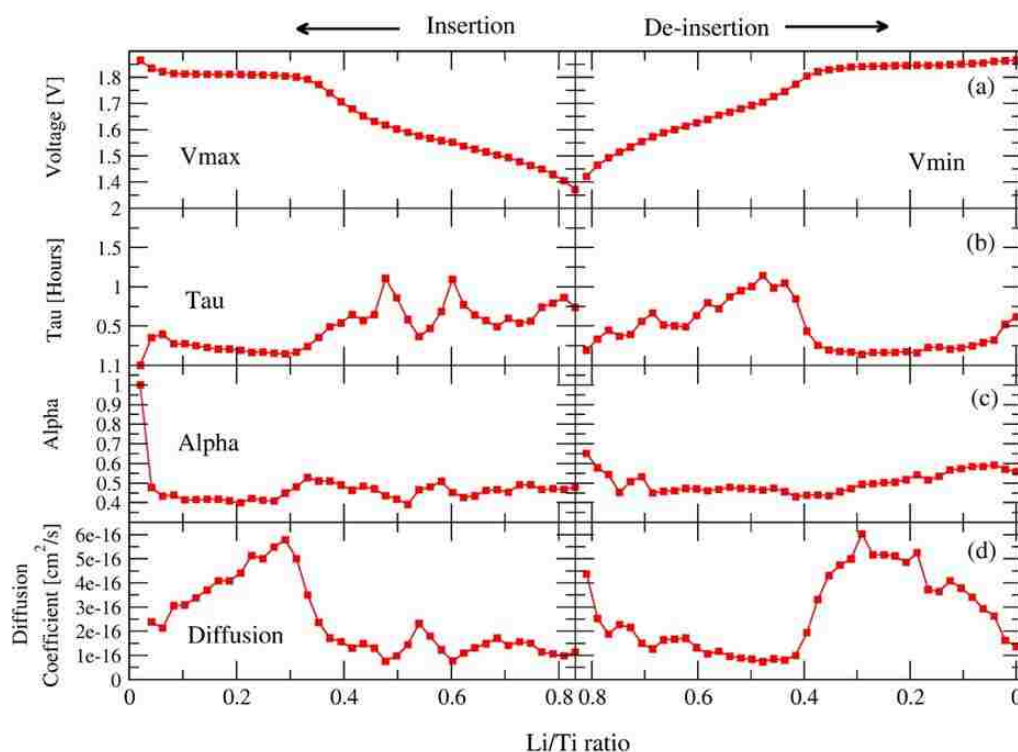 Insertion De-insertion
Voltage [V]
1.8
1.7
1.6
1.5
1.4
2
Vmax
(a)
Vmin
Tau [Hours]
1.5
1
0.5
1.1
Tau
(b)
Alpha
1
0.9
0.8
0.7
0.6
0.5
0.4
Alpha
(c)
Diffusion
Coefficient [cm²/s]
6e-16
5e-16
4e-16
3e-16
2e-16
1e-16
0
Diffusion
(d)
0 0.2 0.4 0.6 0.8 0.8 0.6 0.4 0.2 0
Li/Ti ratio